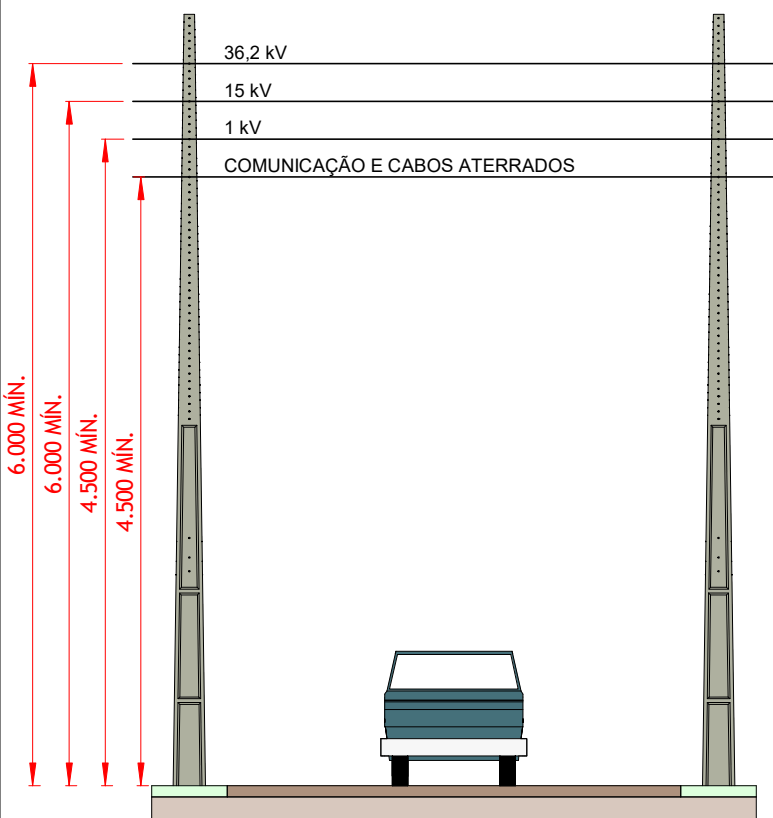 36,2 kV
15 kV
1 kV
COMUNICAÇÃO E CABOS ATERRADOS
6.000 MÍN.
6.000 MÍN.
4.500 MÍN.
4.500 MÍN.